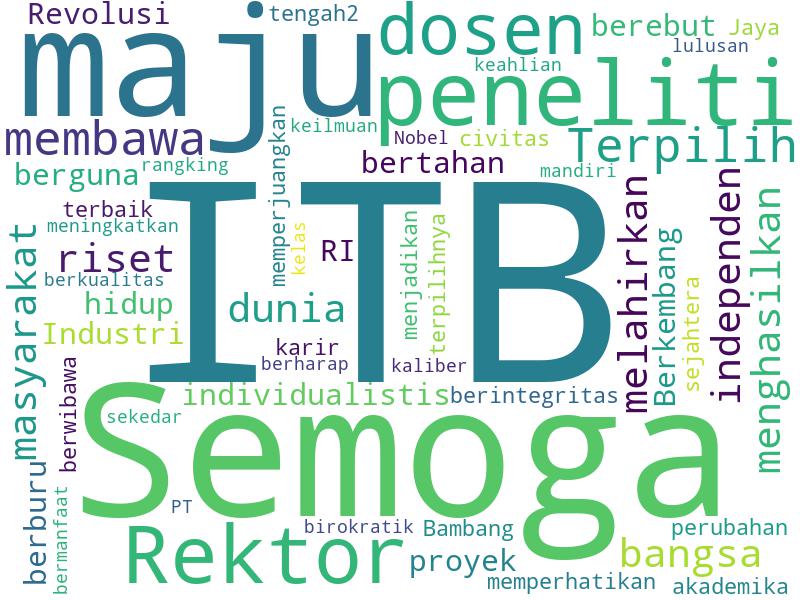 Revolusi
tengah2
maju
dosen
berebut
Jaya
lulusan
keahlian
peneliti
membawa
keilmuan
Nobel
civitas
Terpilih
berguna
rangking
bertahan
mandiri
memperjuangkan
ITB
terbaik
meningkatkan
riset
kelas
RI
menjadikan
terpilihnya
melahirkan
Berkembang
independen
menghasilkan
masyarakat
berkualitas
hidup
dunia
sejahtera
Industri
karir
berharap
kaliber
berwibawa
individualistis
berintegritas
sekedar
Semoga
berburu
bermanfaat
PT
birokratik
Bambang
perubahan
Rektor
proyek
bangsa
memperhatikan
akademika